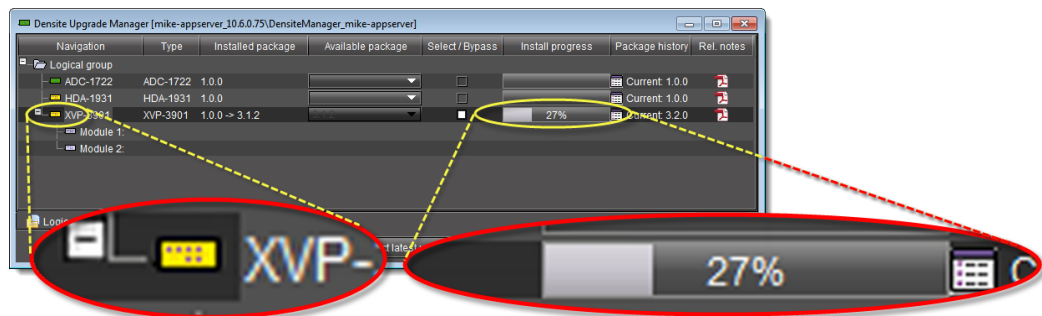 Densite Upgrade Manager [mike-appserver_10.6.0.75\DensiteManager_mike-appserver]
Navigation Type Installed package Available package Select / Bypass Install progress Package history Rel. notes
Logical group
ADC-1722 ADC-1722 1.0.0 Current: 1.0.0
HDA-1931 HDA-1931 1.0.0 Current: 1.0.0
XVP-3901 XVP-3901 1.0.0 -> 3.1.2 27% Current: 3.2.0
Module 1:
Module 2:
XVP-
27%